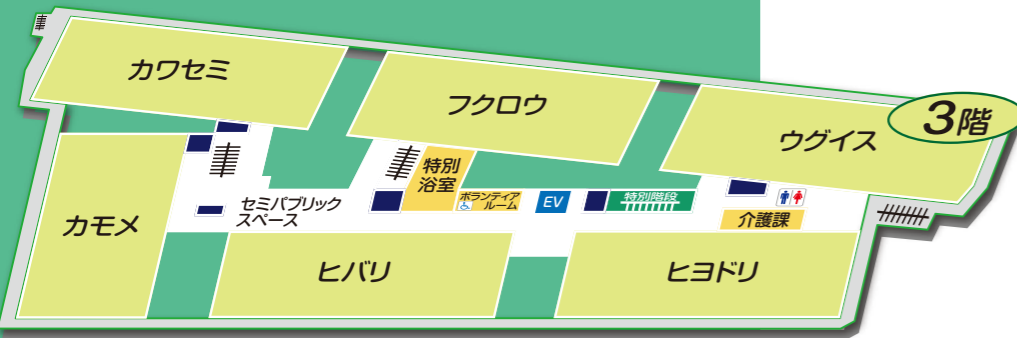 カワセミ
フクロウ
ウグイス
3階
カモメ
セミパブリック
スペース
特別
浴室
ボランティア
ルーム
EV
特別階段
介護課
ヒバリ
ヒヨドリ